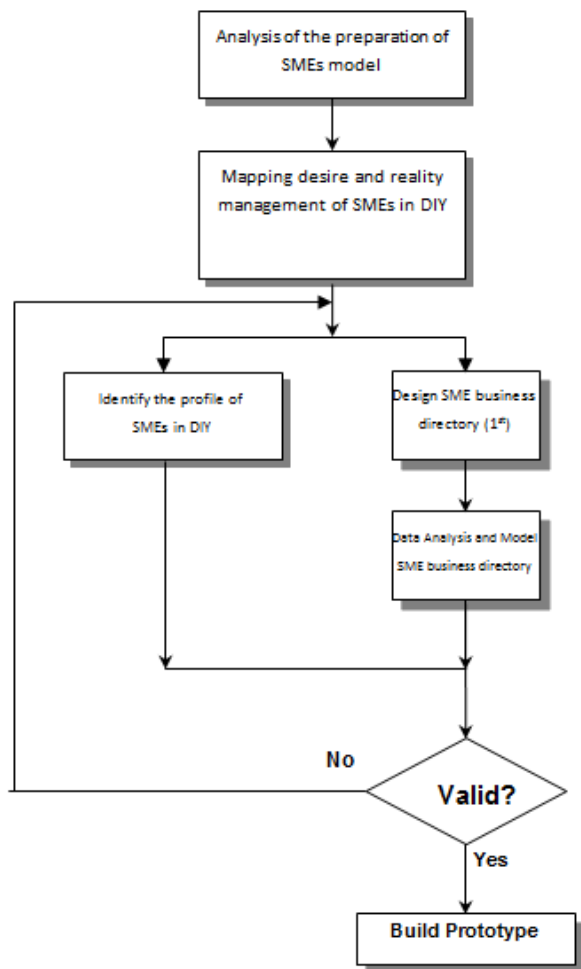 Analysis of the preparation of
SMEs model
Mapping desire and reality
management of SMEs in DIY
Identify the profile of
SMEs in DIY
Design SME business
directory (1st)
Data Analysis and Model
SME business directory
No
Valid?
Yes
Build Prototype